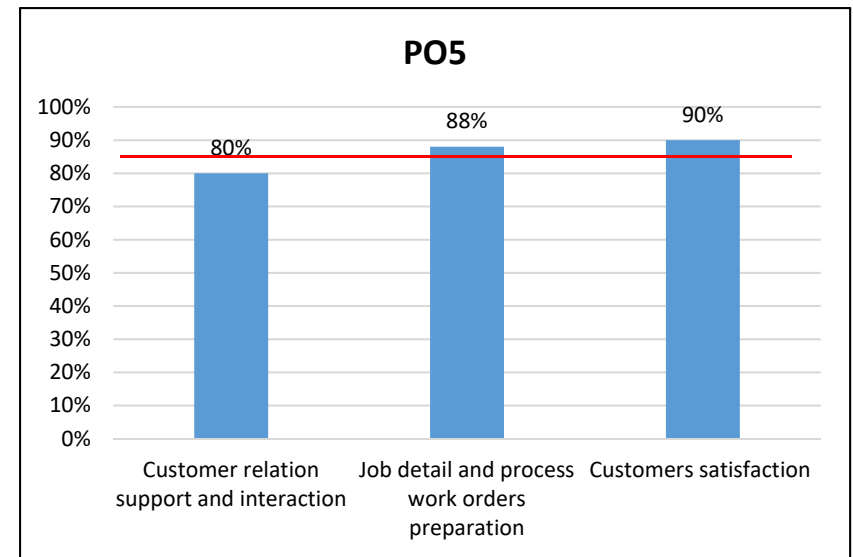 PO5
100%
90%
80%
70%
60%
50%
40%
30%
20%
10%
0%
80%
88%
90%
Customer relation
support and interaction
Job detail and process
work orders
preparation
Customers satisfaction